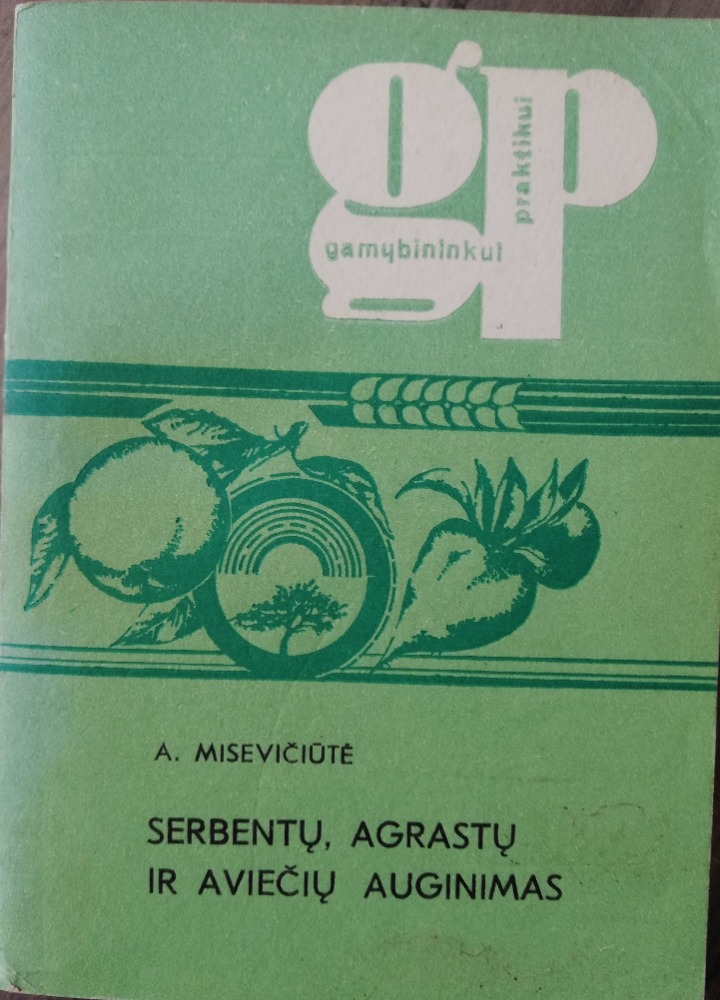 gp
gamybininkui
praktikui
A. MISEVIČIŪTĖ
SERBENTŲ, AGRASTŲ
IR AVIEČIŲ AUGINIMAS